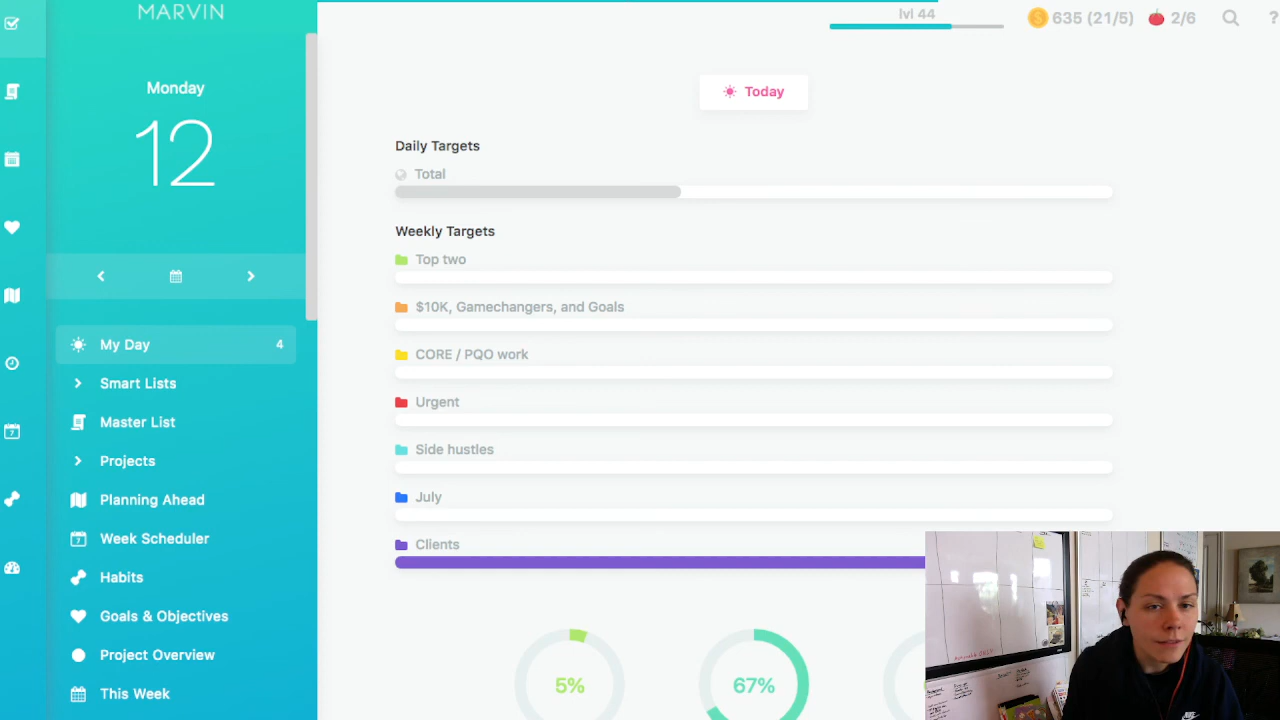 MARVIN
lvl 44
635 (21/5)
2/6
?
Monday
12
Today
Daily Targets
Total
Weekly Targets
Top two
$10K, Gamechangers, and Goals
CORE / PQO work
Urgent
Side hustles
July
Clients
My Day 4
Smart Lists
Master List
Projects
Planning Ahead
Week Scheduler
Habits
Goals & Objectives
Project Overview
This Week
5%
67%